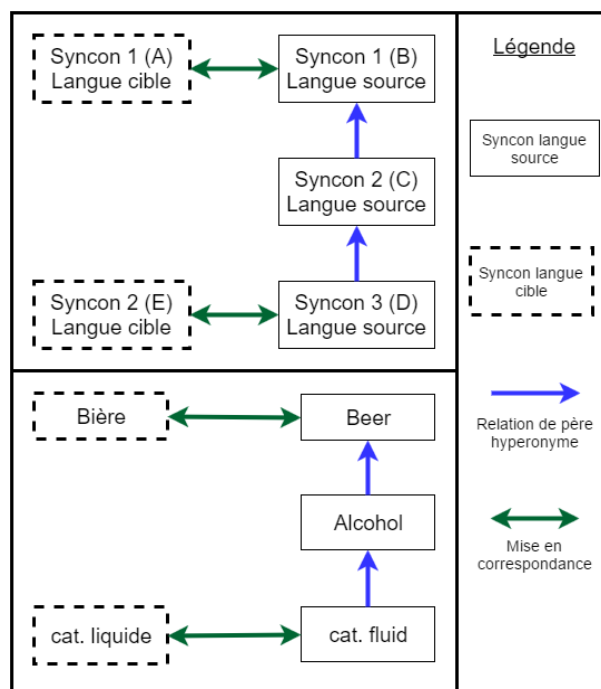 Syncon 1 (A)
Langue cible
Syncon 1 (B)
Langue source
Syncon 2 (C)
Langue source
Syncon 2 (E)
Langue cible
Syncon 3 (D)
Langue source
Bière
Beer
Alcohol
cat. liquide
cat. fluid
Légende
Syncon langue
source
Syncon langue
cible
Relation de père
hyperonyme
Mise en
correspondance